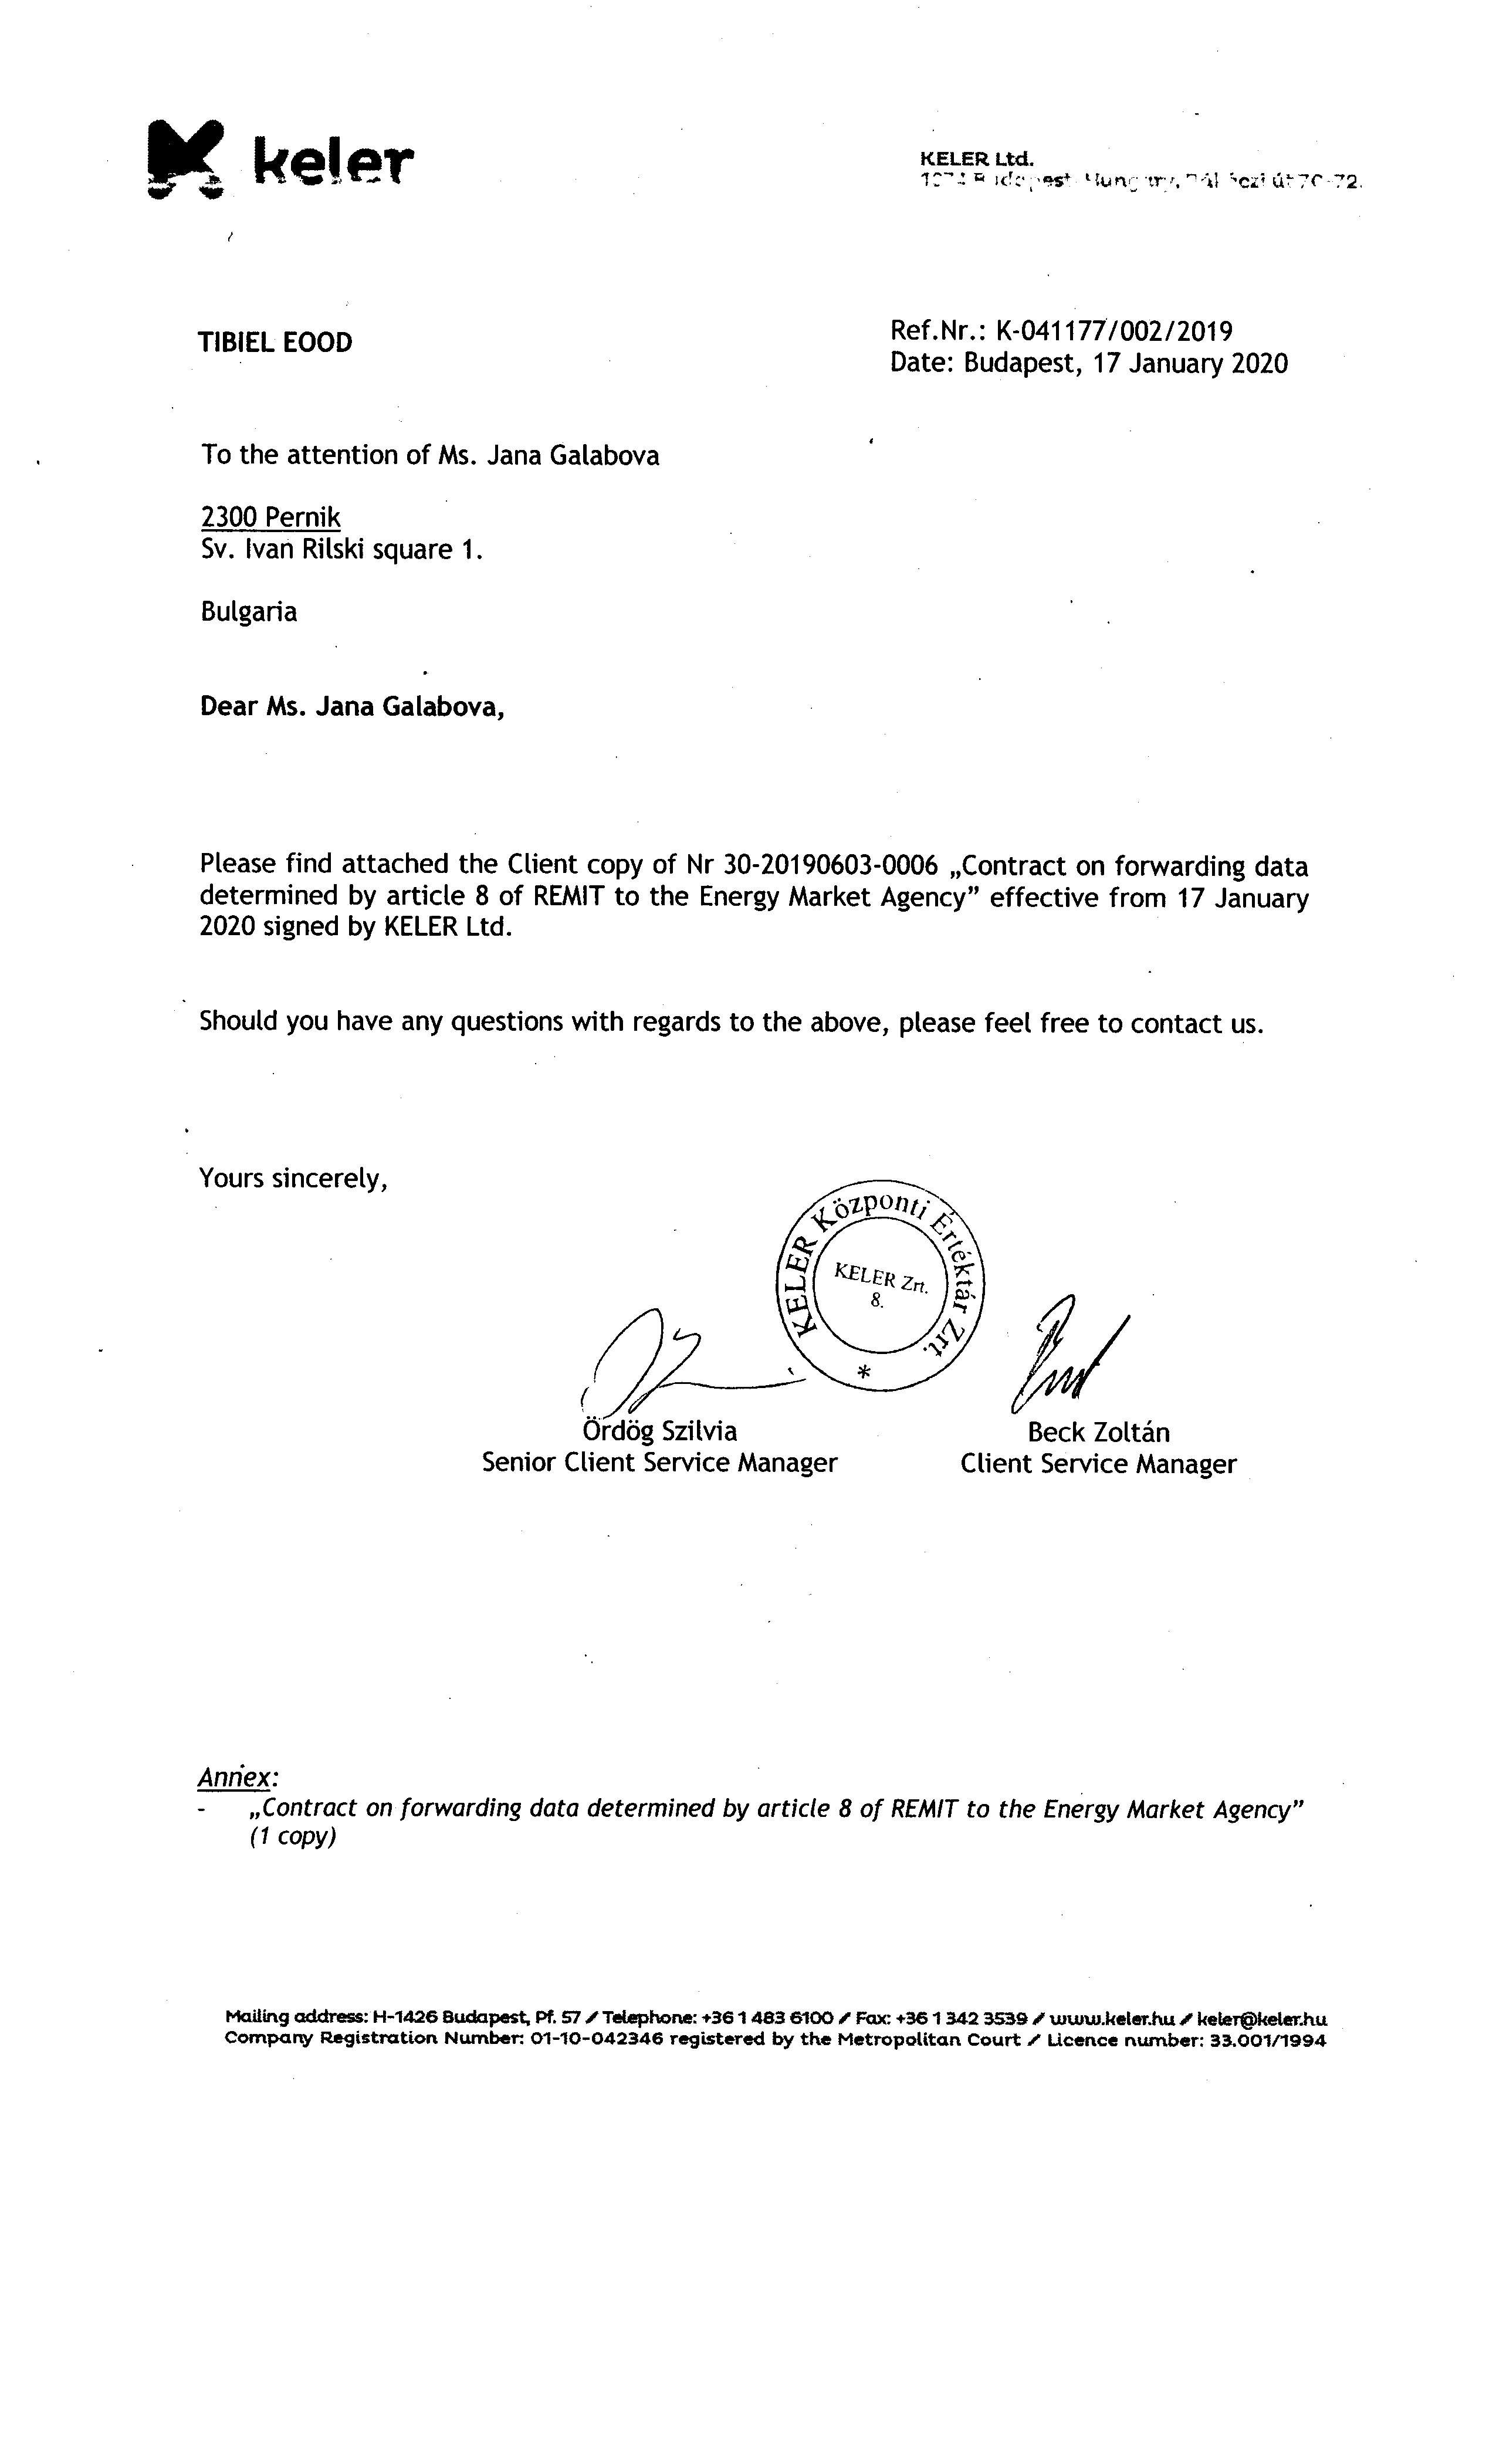 keler
KELER Ltd.
70-72.
TIBIEL EOOD
Ref.Nr.: K-041177/002/2019
Date: Budapest, 17 January 2020
To the attention of Ms. Jana Galabova
2300 Pernik
Sv. Ivan Rilski square 1.
Bulgaria
Dear Ms. Jana Galabova,
Please find attached the Client copy of Nr 30-20190603-0006 „Contract on forwarding data
determined by article 8 of REMIT to the Energy Market Agency” effective from 17 January
2020 signed by KELER Ltd.
Should you have any questions with regards to the above, please feel free to contact us.
Yours sincerely,
KELER Központi Értéktár Zrt.
KELER Zrt.
8.
*
Ördög Szilvia
Senior Client Service Manager
Beck Zoltán
Client Service Manager
Annex:
- „Contract on forwarding data determined by article 8 of REMIT to the Energy Market Agency”
(1 copy)
Mailing address: H-1426 Budapest, Pf. 57 / Telephone: +36 1 483 6100 / Fax: +36 1 342 3539 / www.keler.hu / keler@keler.hu
Company Registration Number: 01-10-042346 registered by the Metropolitan Court / Licence number: 33.001/1994